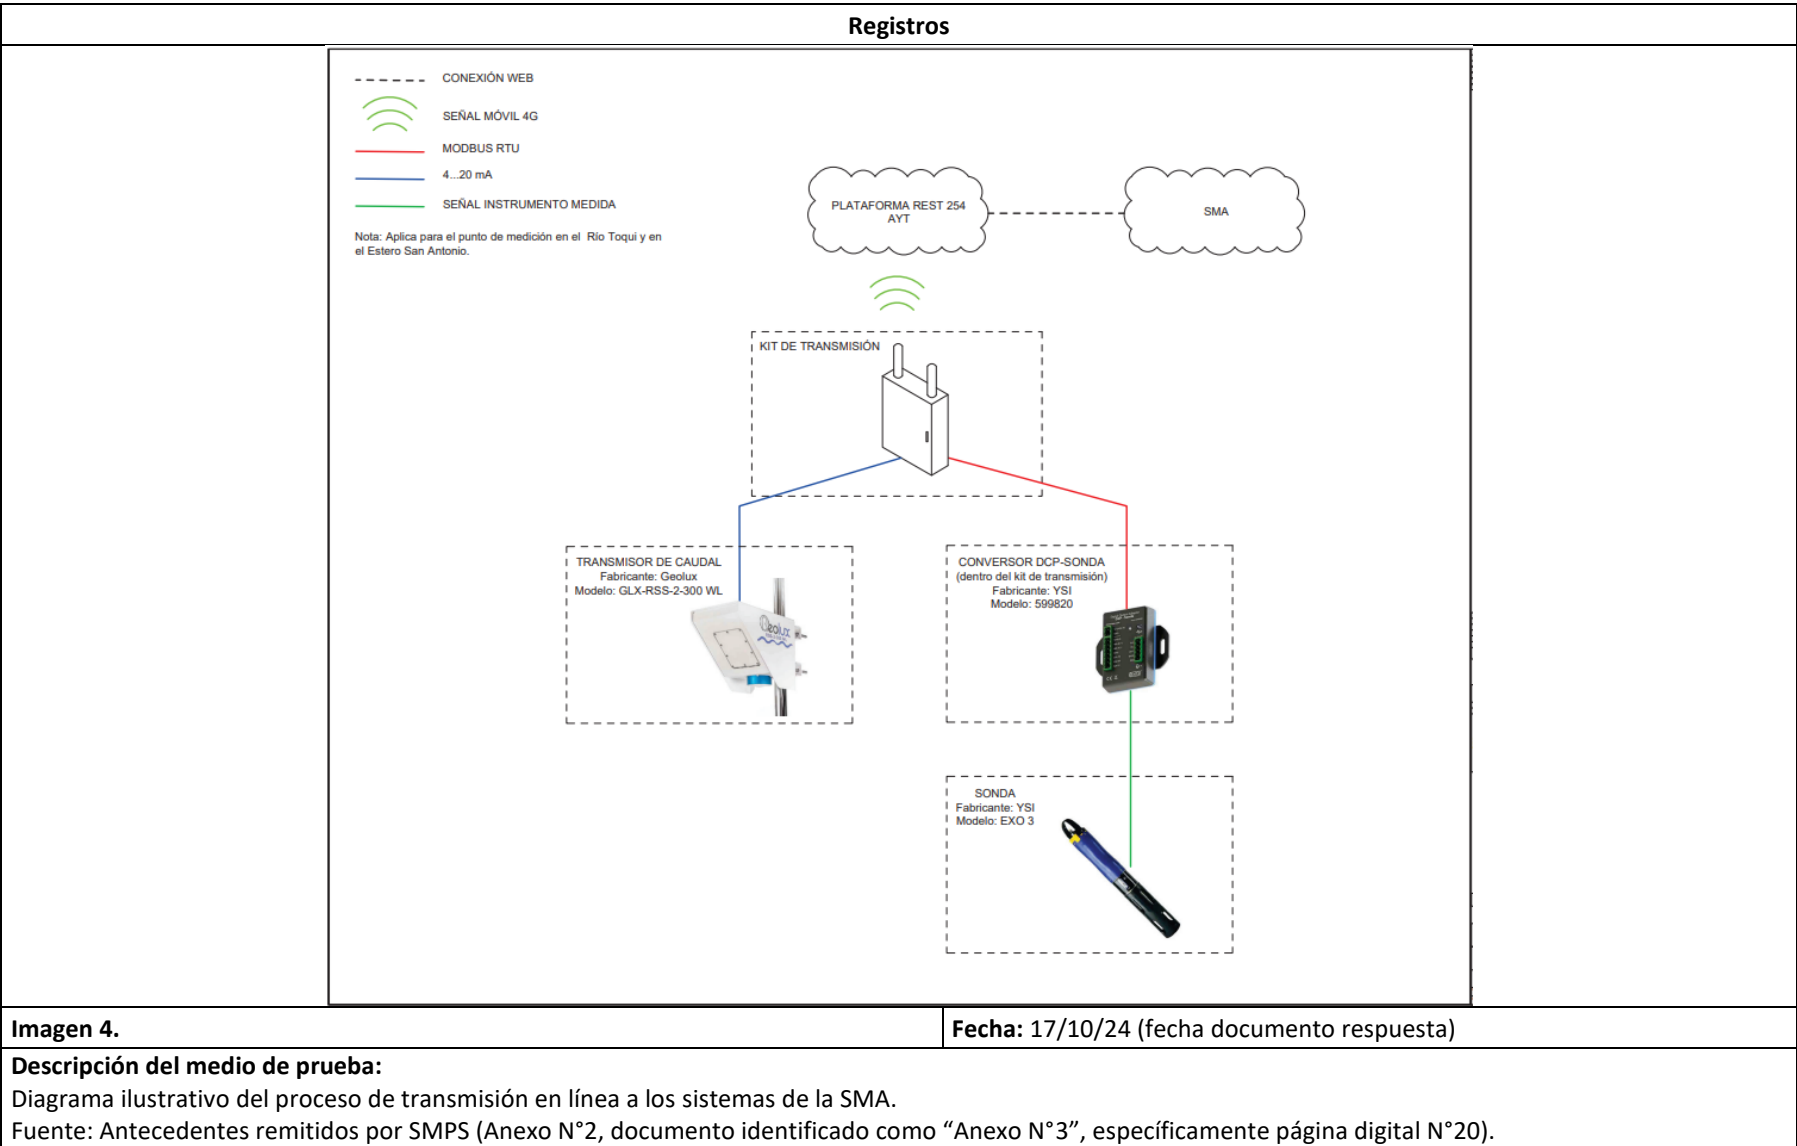 Registros
CONEXIÓN WEB
SEÑAL MÓVIL 4G
MODBUS RTU
4...20 mA
SEÑAL INSTRUMENTO MEDIDA
Nota: Aplica para el punto de medición en el Río Toqui y en
el Estero San Antonio.
PLATAFORMA REST 254
AYT
SMA
KIT DE TRANSMISIÓN
TRANSMISOR DE CAUDAL
Fabricante: Geolux
Modelo: GLX-RSS-2-300 WL
Geolux
CONVERSOR DCP-SONDA
(dentro del kit de transmisión)
Fabricante: YSI
Modelo: 599820
SONDA
Fabricante: YSI
Modelo: EXO 3
Imagen 4.
Fecha: 17/10/24 (fecha documento respuesta)
Descripción del medio de prueba:
Diagrama ilustrativo del proceso de transmisión en línea a los sistemas de la SMA.
Fuente: Antecedentes remitidos por SMPS (Anexo N°2, documento identificado como “Anexo N°3”, específicamente página digital N°20).